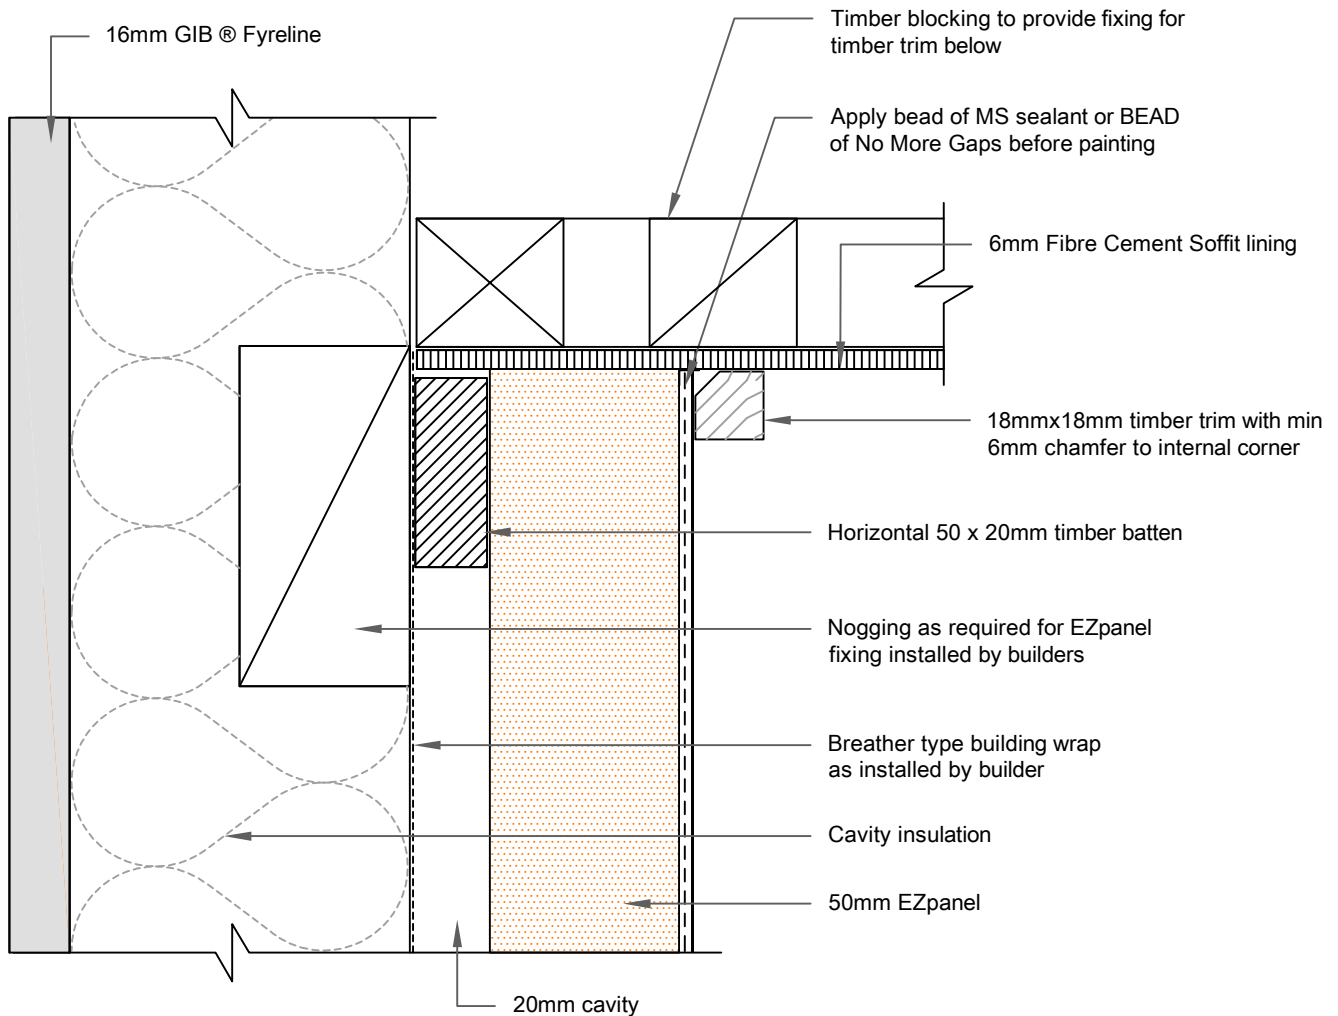 16mm GIB ® Fyreline
Timber blocking to provide fixing for
timber trim below
Apply bead of MS sealant or BEAD
of No More Gaps before painting
6mm Fibre Cement Soffit lining
18mmx18mm timber trim with min
6mm chamfer to internal corner
Horizontal 50 x 20mm timber batten
Nogging as required for EZpanel
fixing installed by builders
Breather type building wrap
as installed by builder
Cavity insulation
50mm EZpanel
20mm cavity